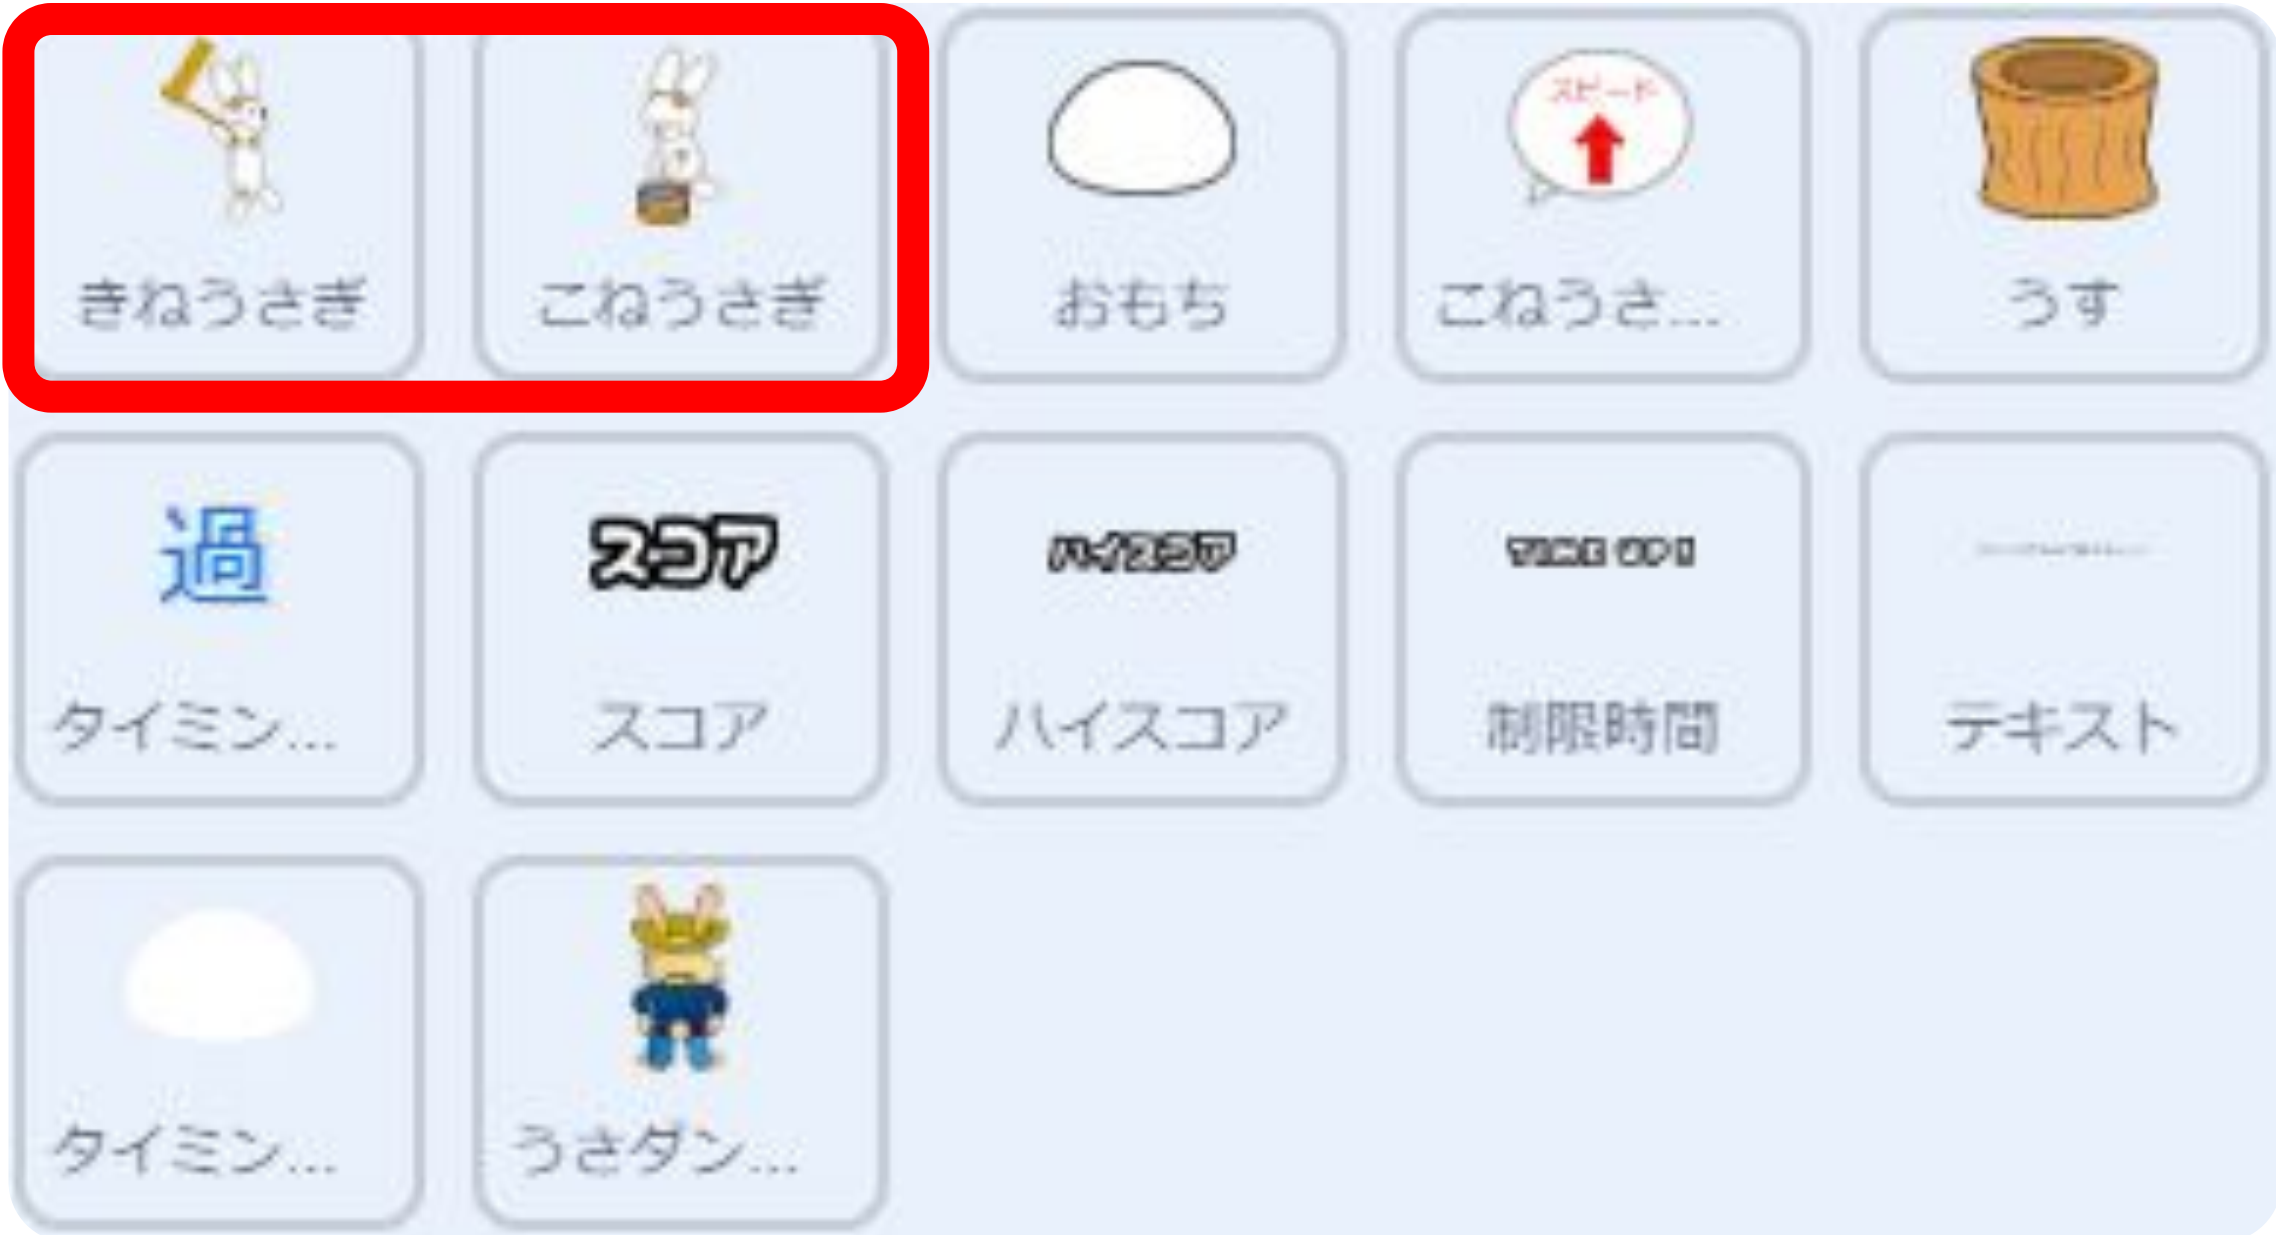 きねうさぎ
こねうさぎ
おもち
スピード
こねうさ...
うす
過
タイミン...
スコア
スコア
ハイスコア
ハイスコア
TIME UP!
制限時間
テキスト
タイミン...
うさダン...